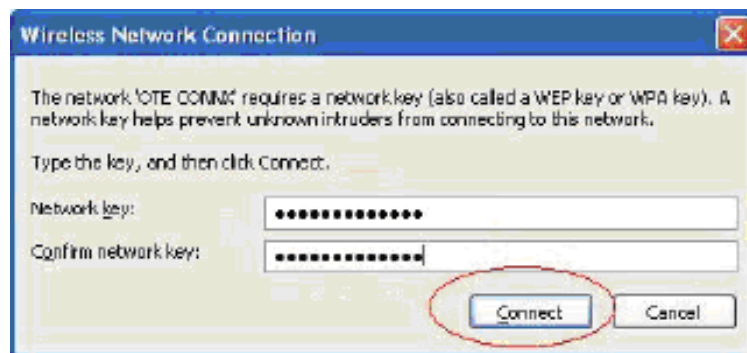 Wireless Network Connection
The network 'OTE CONNX' requires a network key (also called a WEP key or WPA key). A
network key helps prevent unknown intruders from connecting to this network.
Type the key, and then click Connect.
Network key: •••••••••••••
Confirm network key: •••••••••••••
Connect Cancel